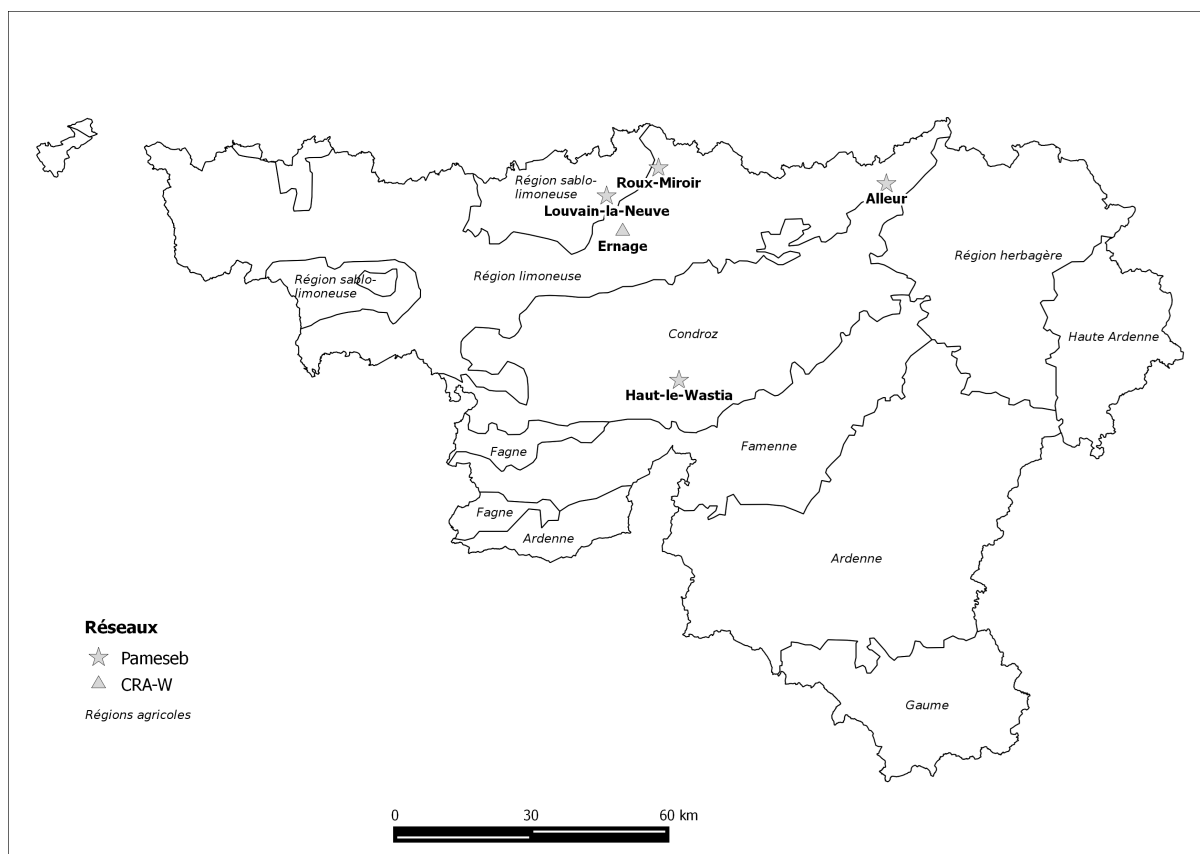 Région sablo-
limoneuse
Roux-Miroir
Louvain-la-Neuve
Alleur
Ernage
Région herbagère
Région sablo-
limoneuse
Région limoneuse
Condroz
Haute Ardenne
Haut-le-Wastia
Fagne
Famenne
Fagne
Ardenne
Ardenne
Gaume
Réseaux
Pameseb
CRA-W
Régions agricoles
0 30 60 km